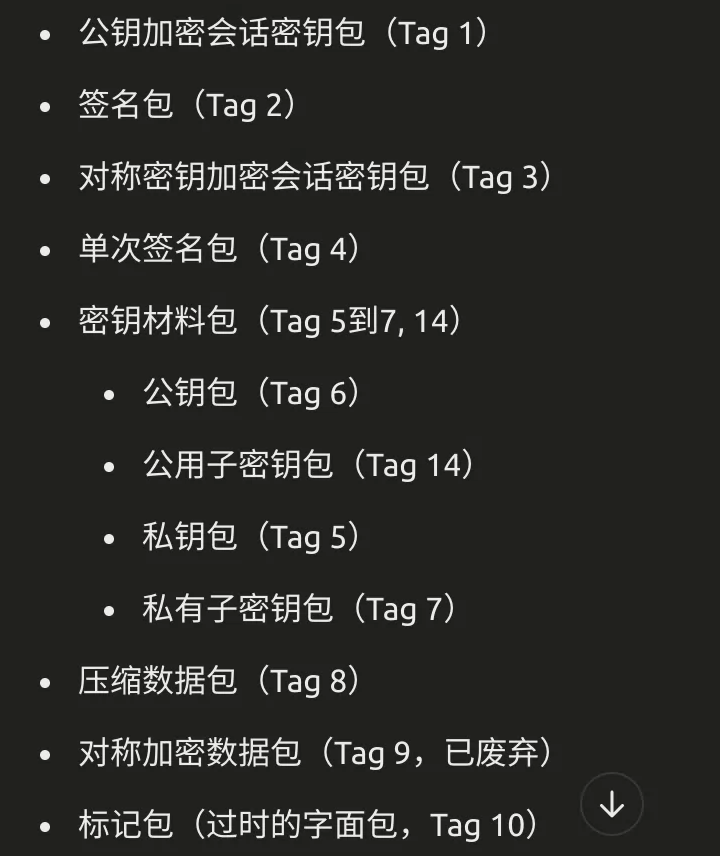 • 公钥加密会话密钥包（Tag 1）
• 签名包（Tag 2）
• 对称密钥加密会话密钥包（Tag 3）
• 单次签名包（Tag 4）
• 密钥材料包（Tag 5到7, 14）
• 公钥包（Tag 6）
• 公用子密钥包（Tag 14）
• 私钥包（Tag 5）
• 私有子密钥包（Tag 7）
• 压缩数据包（Tag 8）
• 对称加密数据包（Tag 9，已废弃）
• 标记包（过时的字面包，Tag 10）